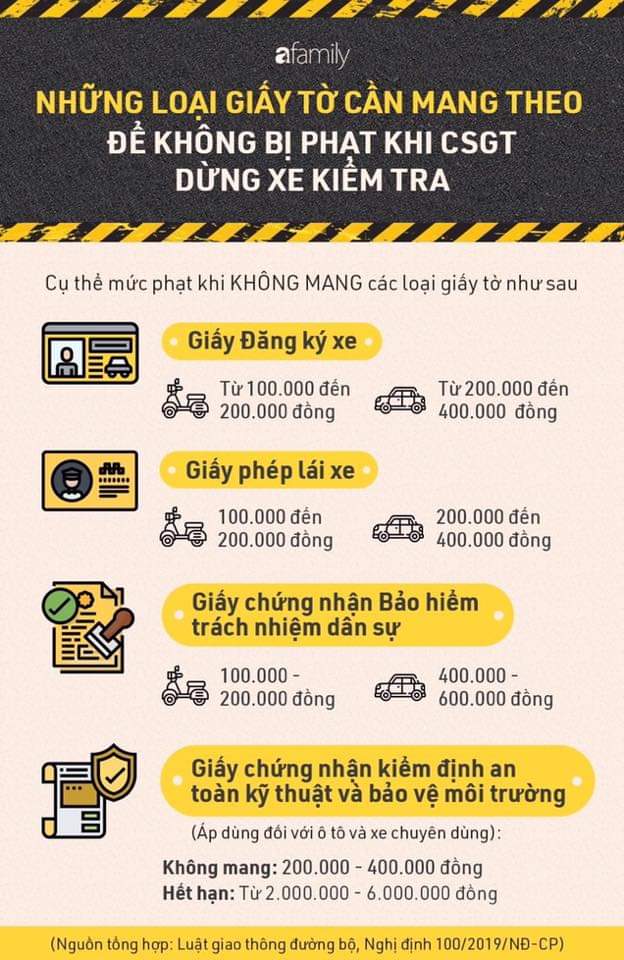 afamily
NHỮNG LOẠI GIẤY TỜ CẦN MANG THEO
ĐỂ KHÔNG BỊ PHẠT KHI CSGT
DỪNG XE KIỂM TRA
Cụ thể mức phạt khi KHÔNG MANG các loại giấy tờ như sau
Giấy Đăng ký xe
Từ 100.000 đến
200.000 đồng
Từ 200.000 đến
400.000 đồng
Giấy phép lái xe
100.000 đến
200.000 đồng
200.000 đến
400.000 đồng
Giấy chứng nhận Bảo hiểm
trách nhiệm dân sự
100.000 -
200.000 đồng
400.000 -
600.000 đồng
Giấy chứng nhận kiểm định an
toàn kỹ thuật và bảo vệ môi trường
(Áp dùng đối với ô tô và xe chuyên dùng):
Không mang: 200.000 - 400.000 đồng
Hết hạn: Từ 2.000.000 - 6.000.000 đồng
(Nguồn tổng hợp: Luật giao thông đường bộ, Nghị định 100/2019/NĐ-CP)